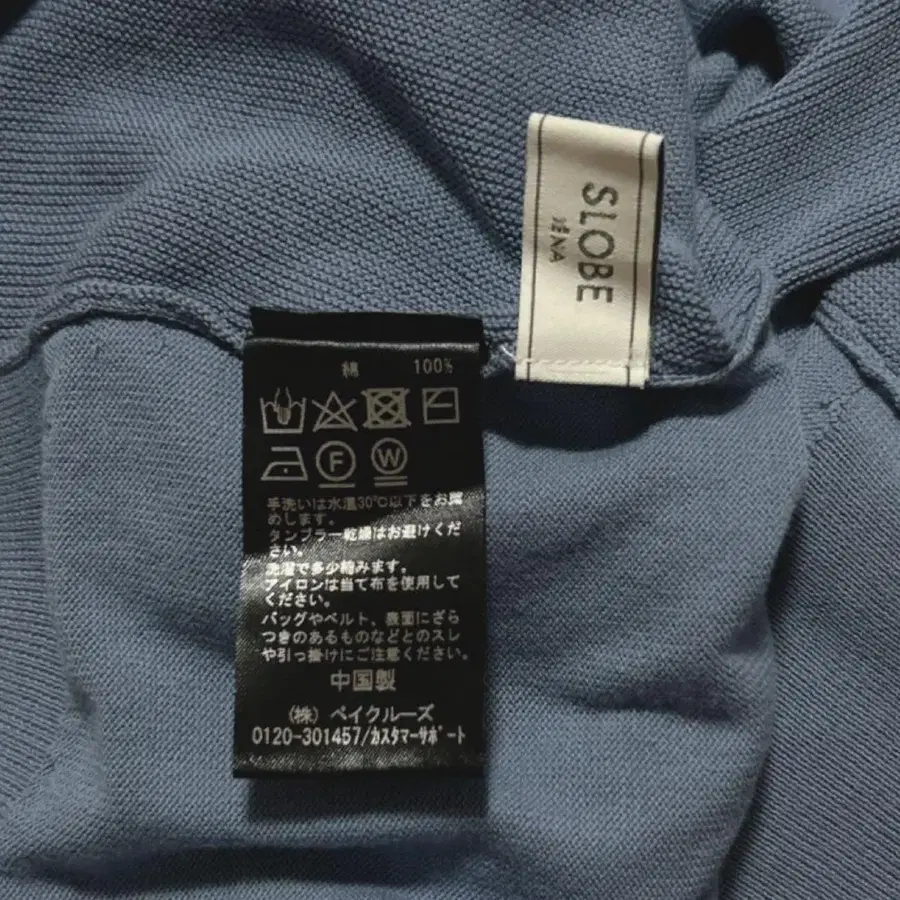 SLOBE
IÉNA
綿 100%
F W
手洗いは水温30℃以下をお薦
めします。
タンブラー乾燥はお避けくだ
さい。
洗濯で多少縮みます。
アイロンは当て布を使用して
ください。
バッグやベルト、表面にざら
つきのあるものなどとのスレ
や引っ掛けにご注意ください。
中国製
(株) ベイクルーズ
0120-301457/カスタマーサポート